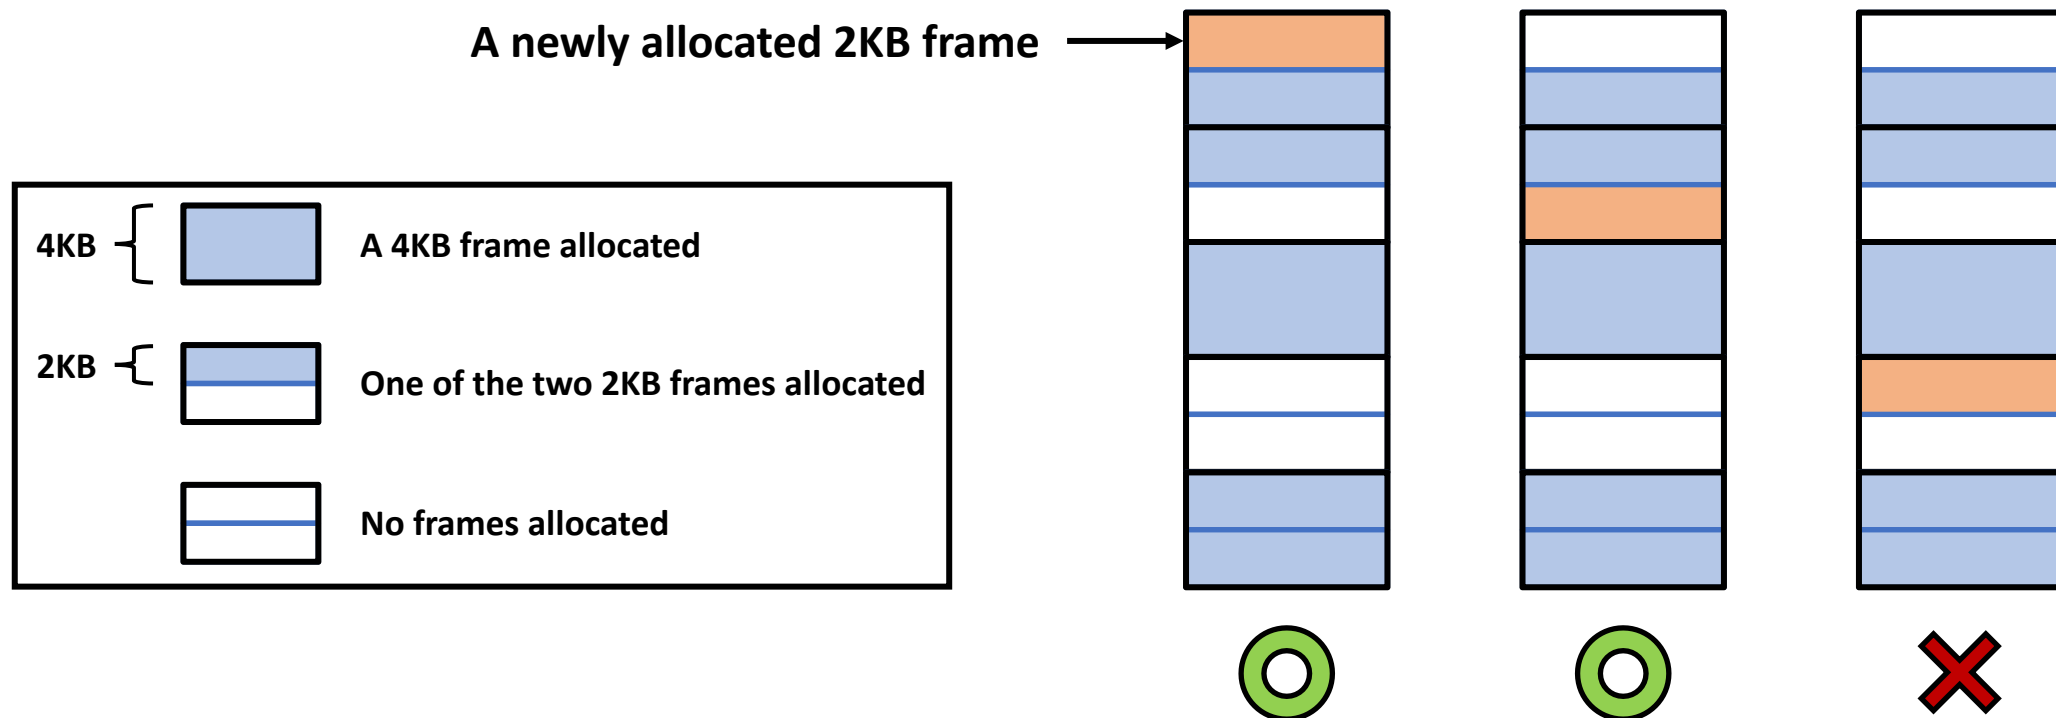 A newly allocated 2KB frame
4KB
A 4KB frame allocated
2KB
One of the two 2KB frames allocated
No frames allocated